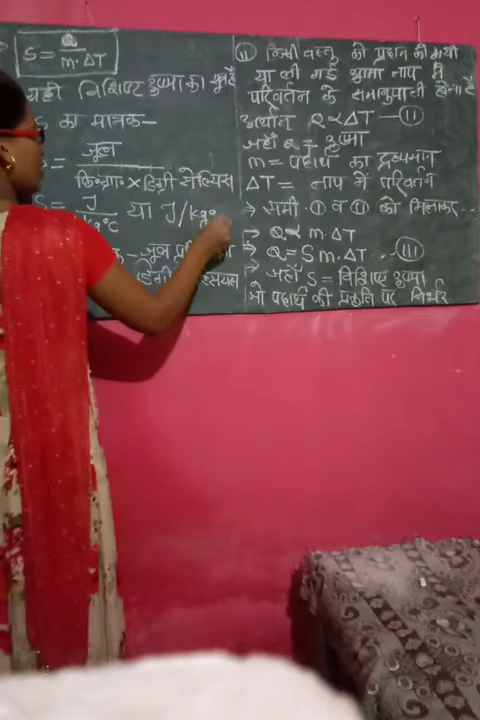 S = Q / m.ΔT
यही विशिष्ट ऊष्मा का सूत्र है
का मात्रक-
= जूल / कि॰ग्रा॰ × डिग्री सेल्सियस
S = J / kg°C या J/kg°
जूल प्रति
डिग्री सेल्सियस
(ii) किसी वस्तु को प्रदान की गयी
या ली गई ऊष्मा ताप में
परिवर्तन के समानुपाती होता है
अर्थात Q ∝ ΔT —(II)
जहाँ Q = ऊष्मा
m = पदार्थ का द्रव्यमान
ΔT = ताप में परिवर्तन
→ समी॰ (I) व (II) को मिलाकर...
→ Q ∝ m.ΔT
→ Q = S m.ΔT ...(III)
→ जहाँ S = विशिष्ट ऊष्मा
जो पदार्थ की प्रकृति पर निर्भर